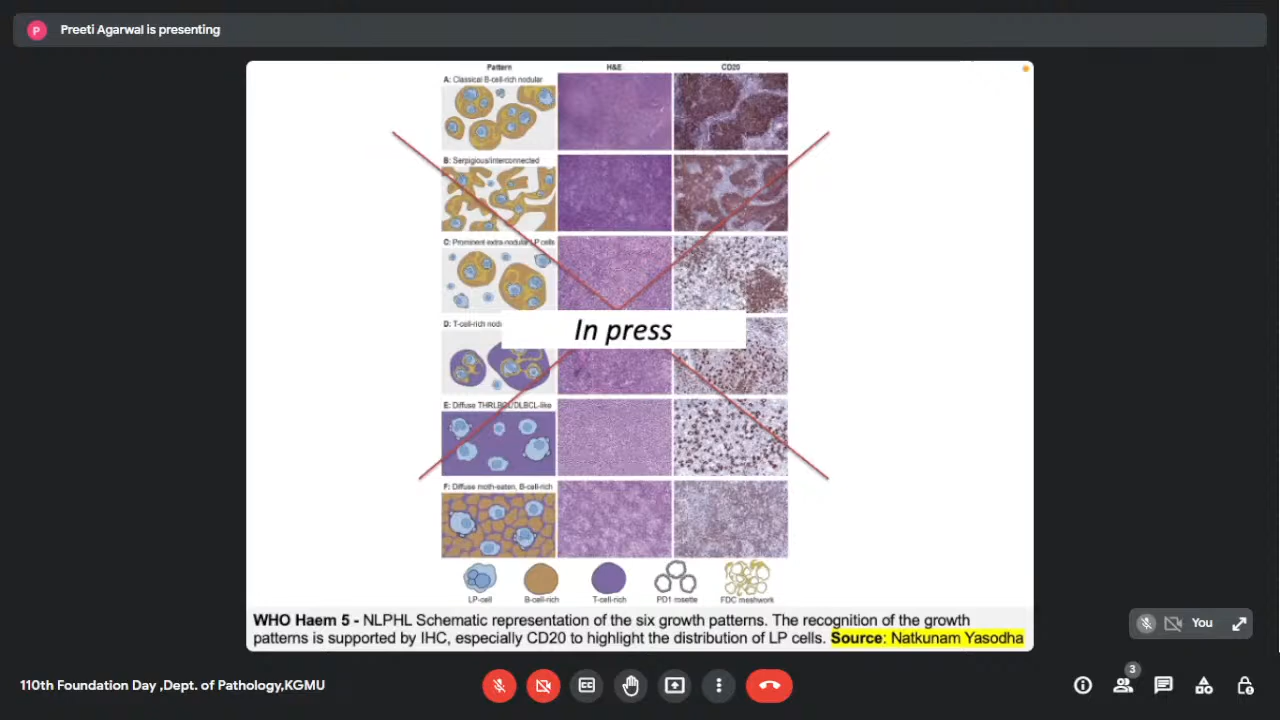 P
Preeti Agarwal is presenting
Pattern H&E CD20
A: Classical B-cell-rich nodular
B: Serpigious/interconnected
C: Prominent extra-nodular LP cells
D: T-cell-rich
In press
E: Diffuse THRLBCL/DLBCL-like
F: Diffuse moth-eaten, B-cell-rich
LP-cell B-cell-rich T-cell-rich PD1 rosette FDC meshwork
WHO Haem 5 - NLPHL Schematic representation of the six growth patterns. The recognition of the growth
patterns is supported by IHC, especially CD20 to highlight the distribution of LP cells. Source: Natkunam Yasodha
You
3
110th Foundation Day ,Dept. of Pathology,KGMU